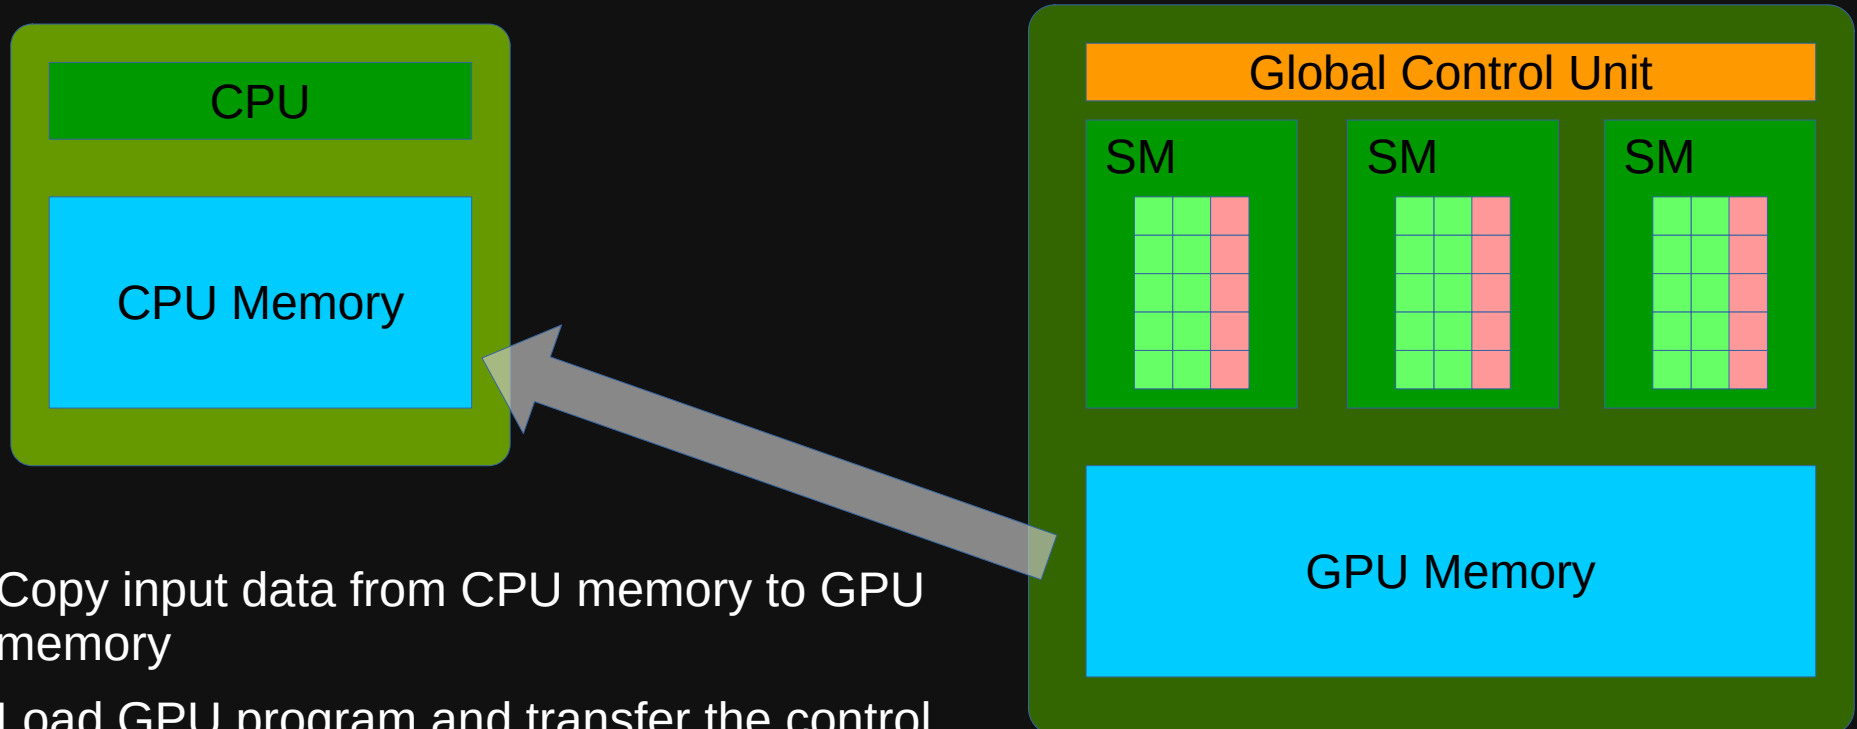 CPU
Global Control Unit
SM SM SM
CPU Memory
GPU Memory
Copy input data from CPU memory to GPU
memory
Load GPU program and transfer the control